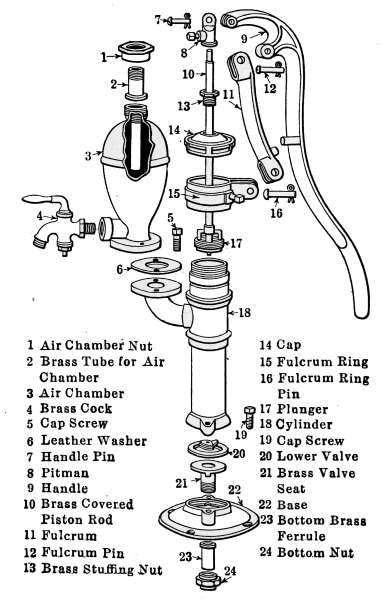 7
8
9
1
2
10
11
12
13
14
3
15
16
4
5
17
6
18
19
20
21
22
23
24
1 Air Chamber Nut
2 Brass Tube for Air
Chamber
3 Air Chamber
4 Brass Cock
5 Cap Screw
6 Leather Washer
7 Handle Pin
8 Pitman
9 Handle
10 Brass Covered
Piston Rod
11 Fulcrum
12 Fulcrum Pin
13 Brass Stuffing Nut
14 Cap
15 Fulcrum Ring
16 Fulcrum Ring
Pin
17 Plunger
18 Cylinder
19 Cap Screw
20 Lower Valve
21 Brass Valve
Seat
22 Base
23 Bottom Brass
Ferrule
24 Bottom Nut